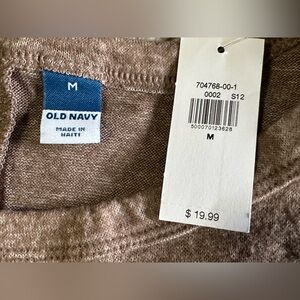 M
OLD NAVY
MADE IN
HAITI
704768-00-1
0002 S12
500070123628
M
$ 19.99